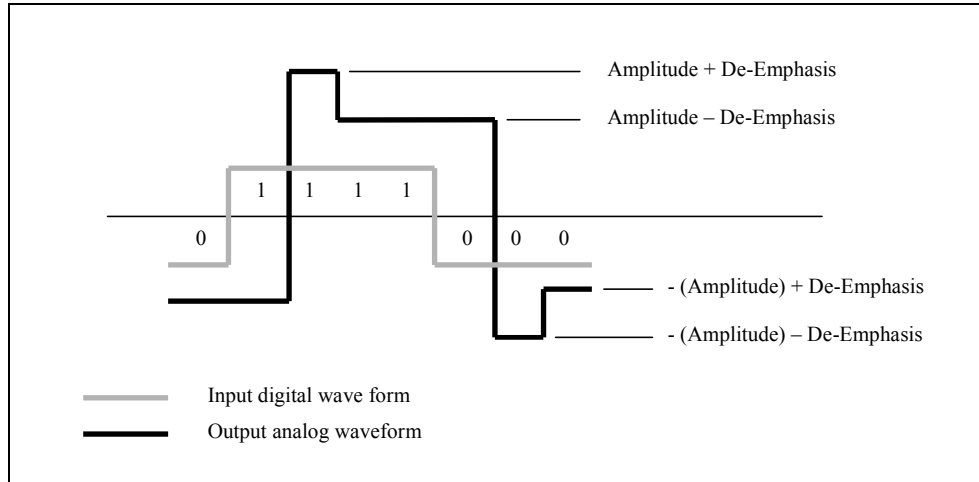 Amplitude + De-Emphasis
Amplitude – De-Emphasis
1 1 1 1
0 0 0 0
- (Amplitude) + De-Emphasis
- (Amplitude) – De-Emphasis
Input digital wave form
Output analog waveform